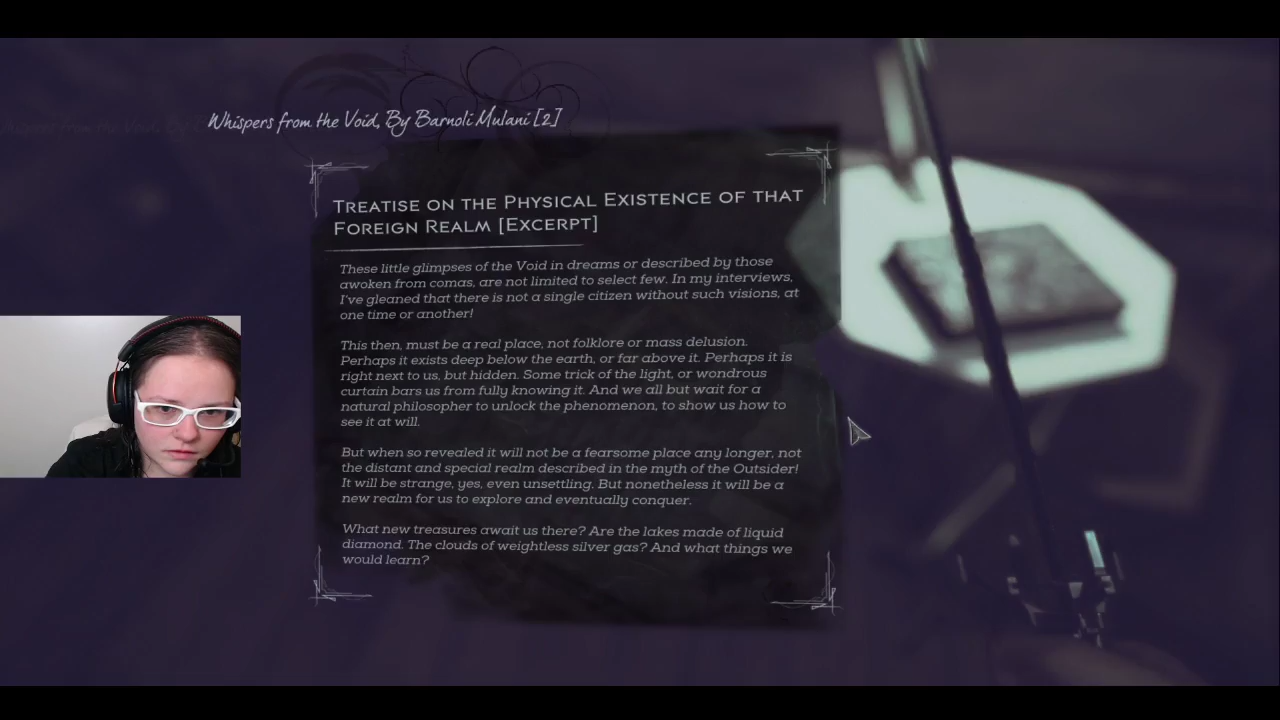 Whispers from the Void, By Barnoli Mulani [2]
Treatise on the Physical Existence of that
Foreign Realm [Excerpt]
These little glimpses of the Void in dreams or described by those
awoken from comas, are not limited to select few. In my interviews,
I've gleaned that there is not a single citizen without such visions, at
one time or another!
This then, must be a real place, not folklore or mass delusion.
Perhaps it exists deep below the earth, or far above it. Perhaps it is
right next to us, but hidden. Some trick of the light, or wondrous
curtain bars us from fully knowing it. And we all but wait for a
natural philosopher to unlock the phenomenon, to show us how to
see it at will.
But when so revealed it will not be a fearsome place any longer, not
the distant and special realm described in the myth of the Outsider!
It will be strange, yes, even unsettling. But nonetheless it will be a
new realm for us to explore and eventually conquer.
What new treasures await us there? Are the lakes made of liquid
diamond. The clouds of weightless silver gas? And what things we
would learn?